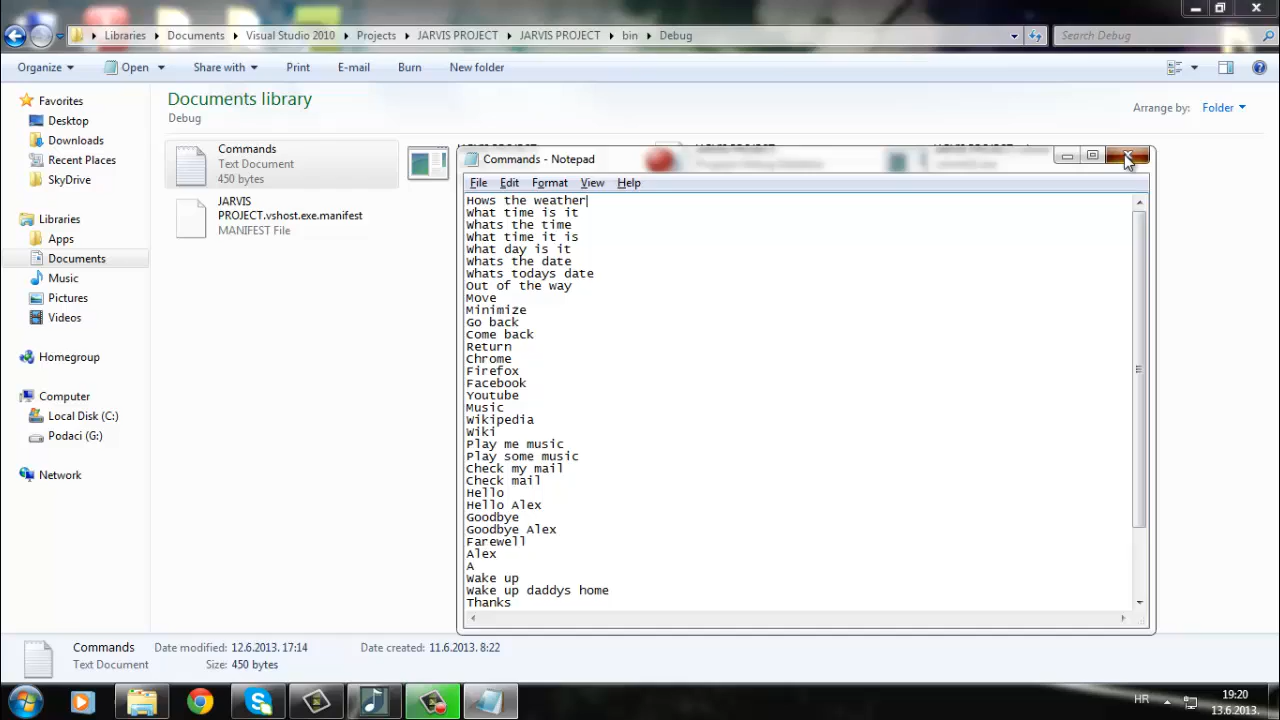 Libraries
Documents
Visual Studio 2010
Projects
JARVIS PROJECT
JARVIS PROJECT
bin
Debug
Search Debug
Organize
Open
Share with
Print
E-mail
Burn
New folder
Favorites
Desktop
Downloads
Recent Places
SkyDrive
Libraries
Apps
Documents
Music
Pictures
Videos
Homegroup
Computer
Local Disk (C:)
Podaci (G:)
Network
Documents library
Debug
Arrange by: Folder
Commands
Text Document
450 bytes
JARVIS
PROJECT.vshost.exe.manifest
MANIFEST File
Commands - Notepad
File Edit Format View Help
Hows the weather
What time is it
Whats the time
What time it is
What day is it
Whats the date
Whats todays date
Out of the way
Move
Minimize
Go back
Come back
Return
Chrome
Firefox
Facebook
Youtube
Music
Wikipedia
Wiki
Play me music
Play some music
Check my mail
Check mail
Hello
Hello Alex
Goodbye
Goodbye Alex
Farewell
Alex
A
Wake up
Wake up daddys home
Thanks
Commands
Text Document
Date modified: 12.6.2013. 17:14
Size: 450 bytes
Date created: 11.6.2013. 8:22
HR
19:20
13.6.2013.